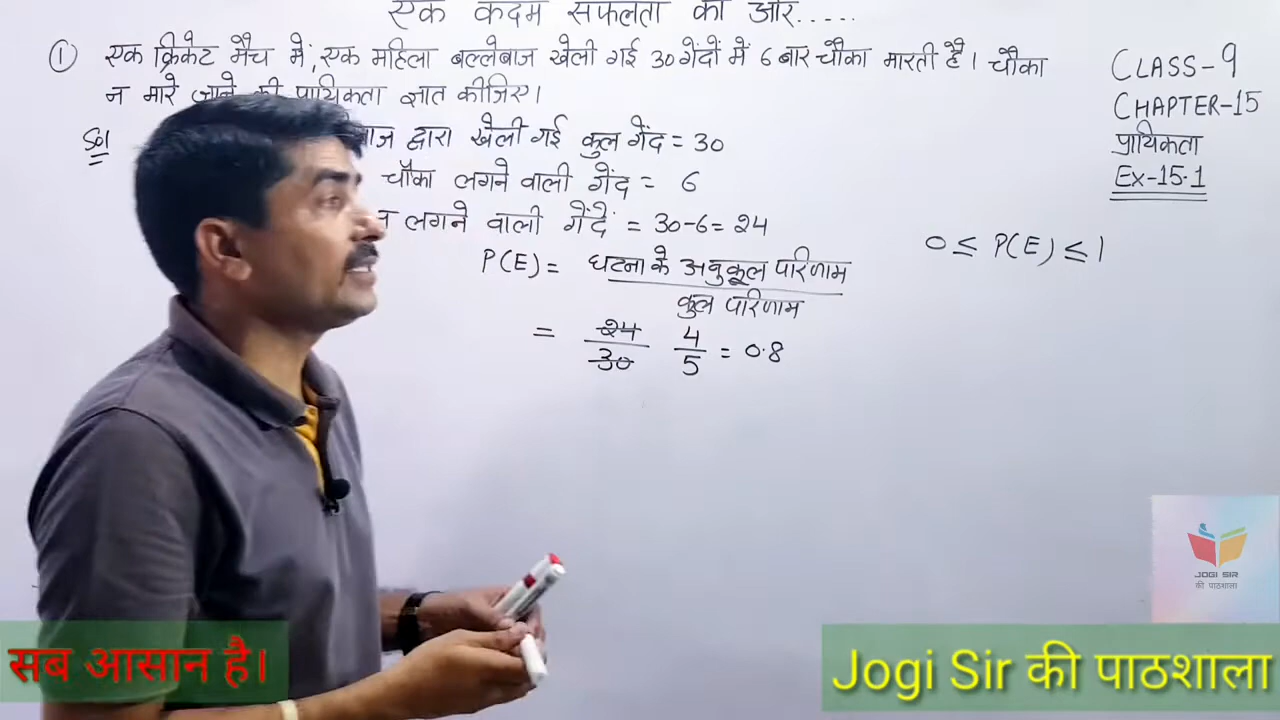 एक कदम सफलता की ओर.....
① एक क्रिकेट मैच में, एक महिला बल्लेबाज खेली गई 30 गेंदों में 6 बार चौका मारती है। चौका
न मारे जाने की प्रायिकता ज्ञात कीजिए।
Sol द्वारा खेली गई कुल गेंद = 30
चौका लगने वाली गेंद = 6
न लगने वाली गेंदें = 30-6= 24
P(E) = घटना के अनुकूल परिणाम
कुल परिणाम
= 24/30 4/5 = 0.8
0 ≤ P(E) ≤ 1
CLASS-9
CHAPTER-15
प्रायिकता
Ex-15.1
JOGI SIR
की पाठशाला
सब आसान है।
Jogi Sir की पाठशाला